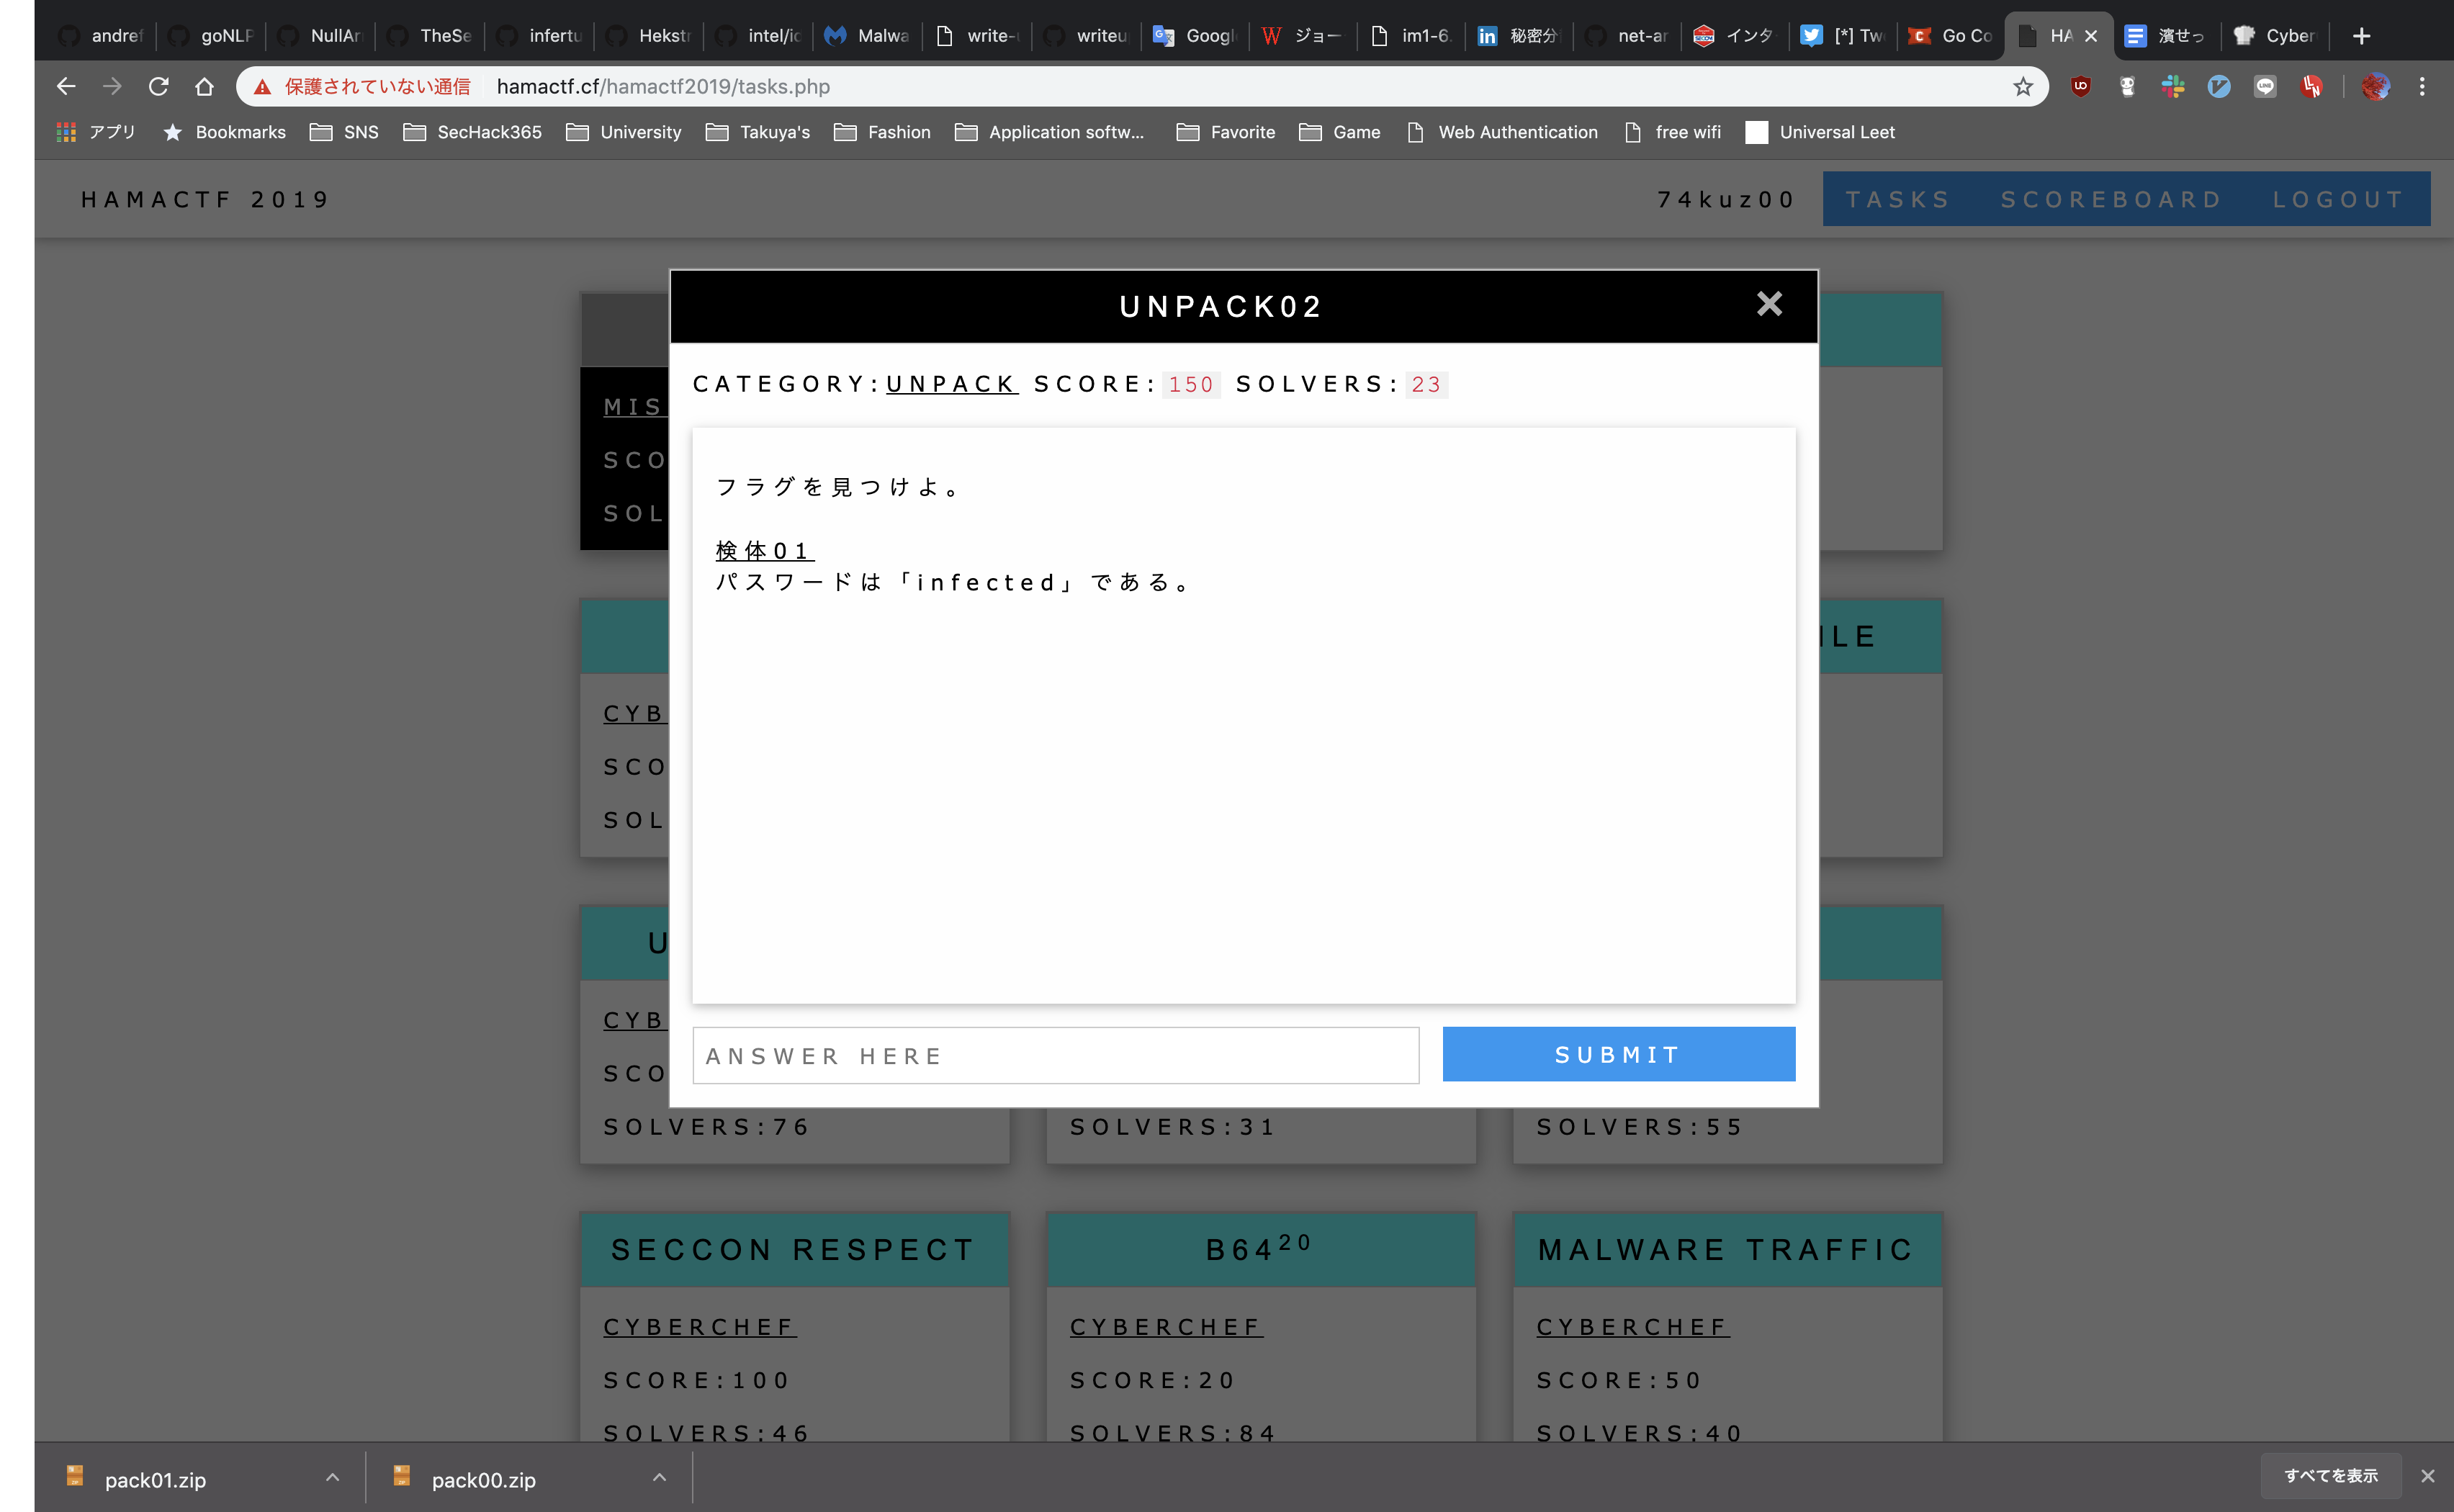 andref goNLP NullAr TheSe infertu Hekstr intel/ic Malwa write-u writeu Googl ジョー im1-6. 秘密分 net-ar インタ [*] Tw Go Co HA 濱せっ Cyber
保護されていない通信 hamactf.cf/hamactf2019/tasks.php
アプリ Bookmarks SNS SecHack365 University Takuya's Fashion Application softw... Favorite Game Web Authentication free wifi Universal Leet
HAMACTF 2019 74kuz00 TASKS SCOREBOARD LOGOUT
UNPACK02
CATEGORY:UNPACK SCORE:150 SOLVERS:23
フラグを見つけよ。
検体01
パスワードは「infected」である。
ANSWER HERE SUBMIT
MIS
SCO
SOL
ILE
CYB
SCO
SOL
U
CYB
SCO
SOLVERS:76 SOLVERS:31 SOLVERS:55
SECCON RESPECT B64²⁰ MALWARE TRAFFIC
CYBERCHEF CYBERCHEF CYBERCHEF
SCORE:100 SCORE:20 SCORE:50
SOLVERS:46 SOLVERS:84 SOLVERS:40
pack01.zip pack00.zip すべてを表示